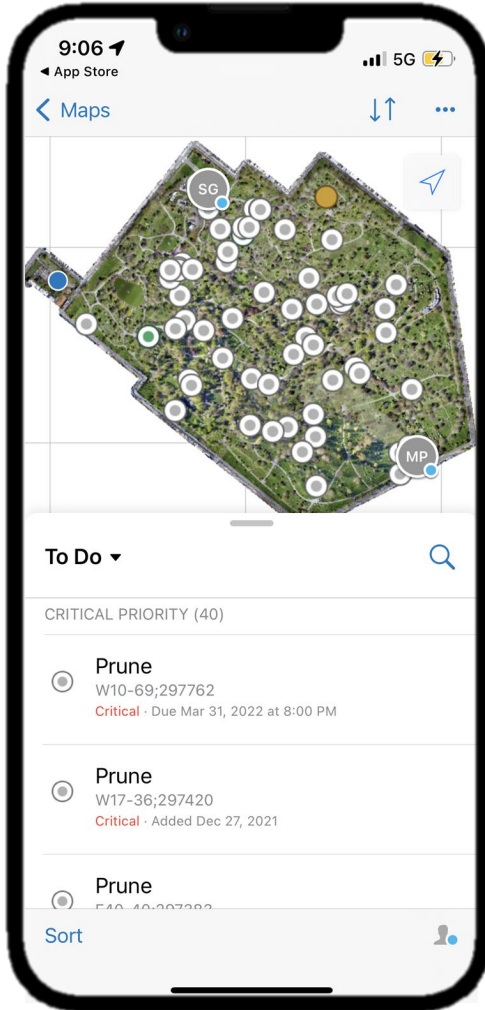 9:06
5G
◀ App Store
Maps
SG
MP
To Do
CRITICAL PRIORITY (40)
Prune
W10-69;297762
Critical · Due Mar 31, 2022 at 8:00 PM
Prune
W17-36;297420
Critical · Added Dec 27, 2021
Prune
Sort